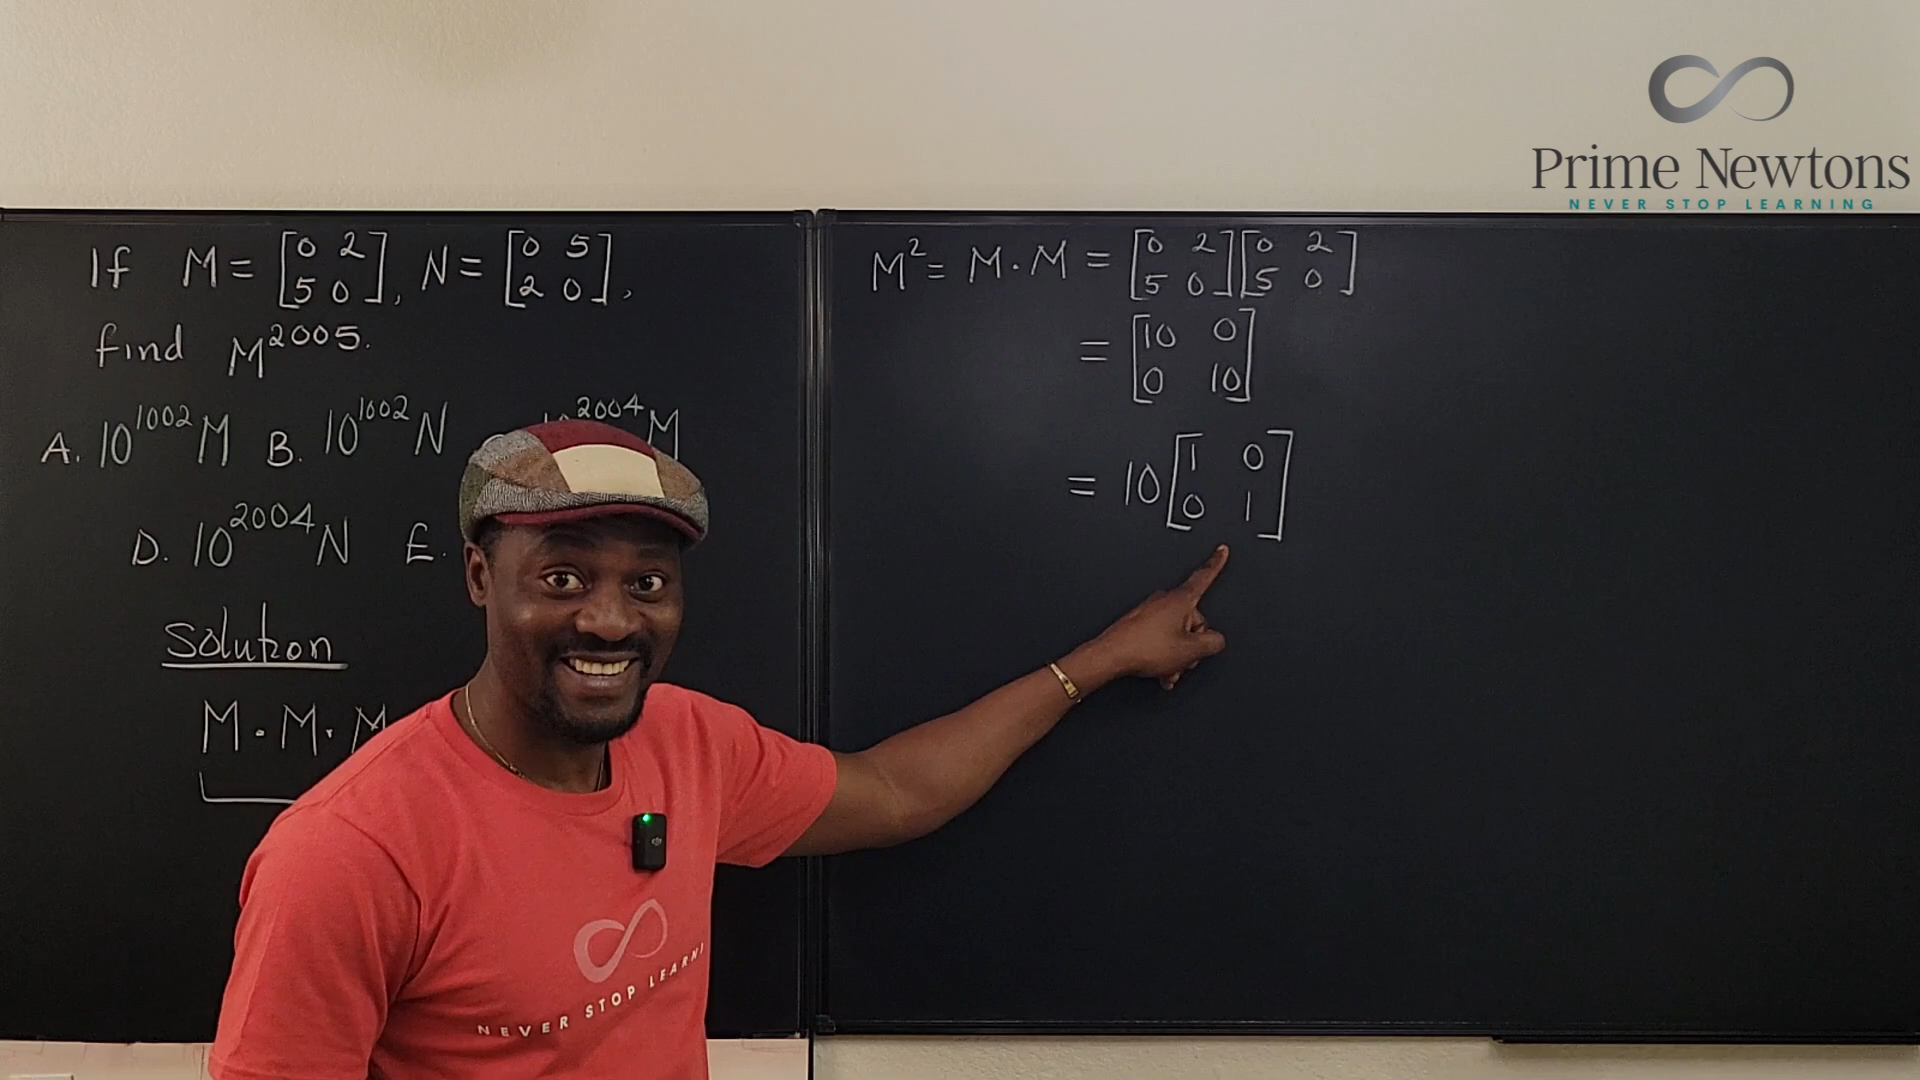 Prime Newtons
NEVER STOP LEARNING
If M = [0 2 5 0], N = [0 5 2 0],
find M^2005.
A. 10^1002 M B. 10^1002 N 2004 M
D. 10^2004 N E.
Solution
M · M · M
M^2 = M · M = [0 2 5 0][0 2 5 0]
= [10 0 0 10]
= 10[1 0 0 1]
NEVER STOP